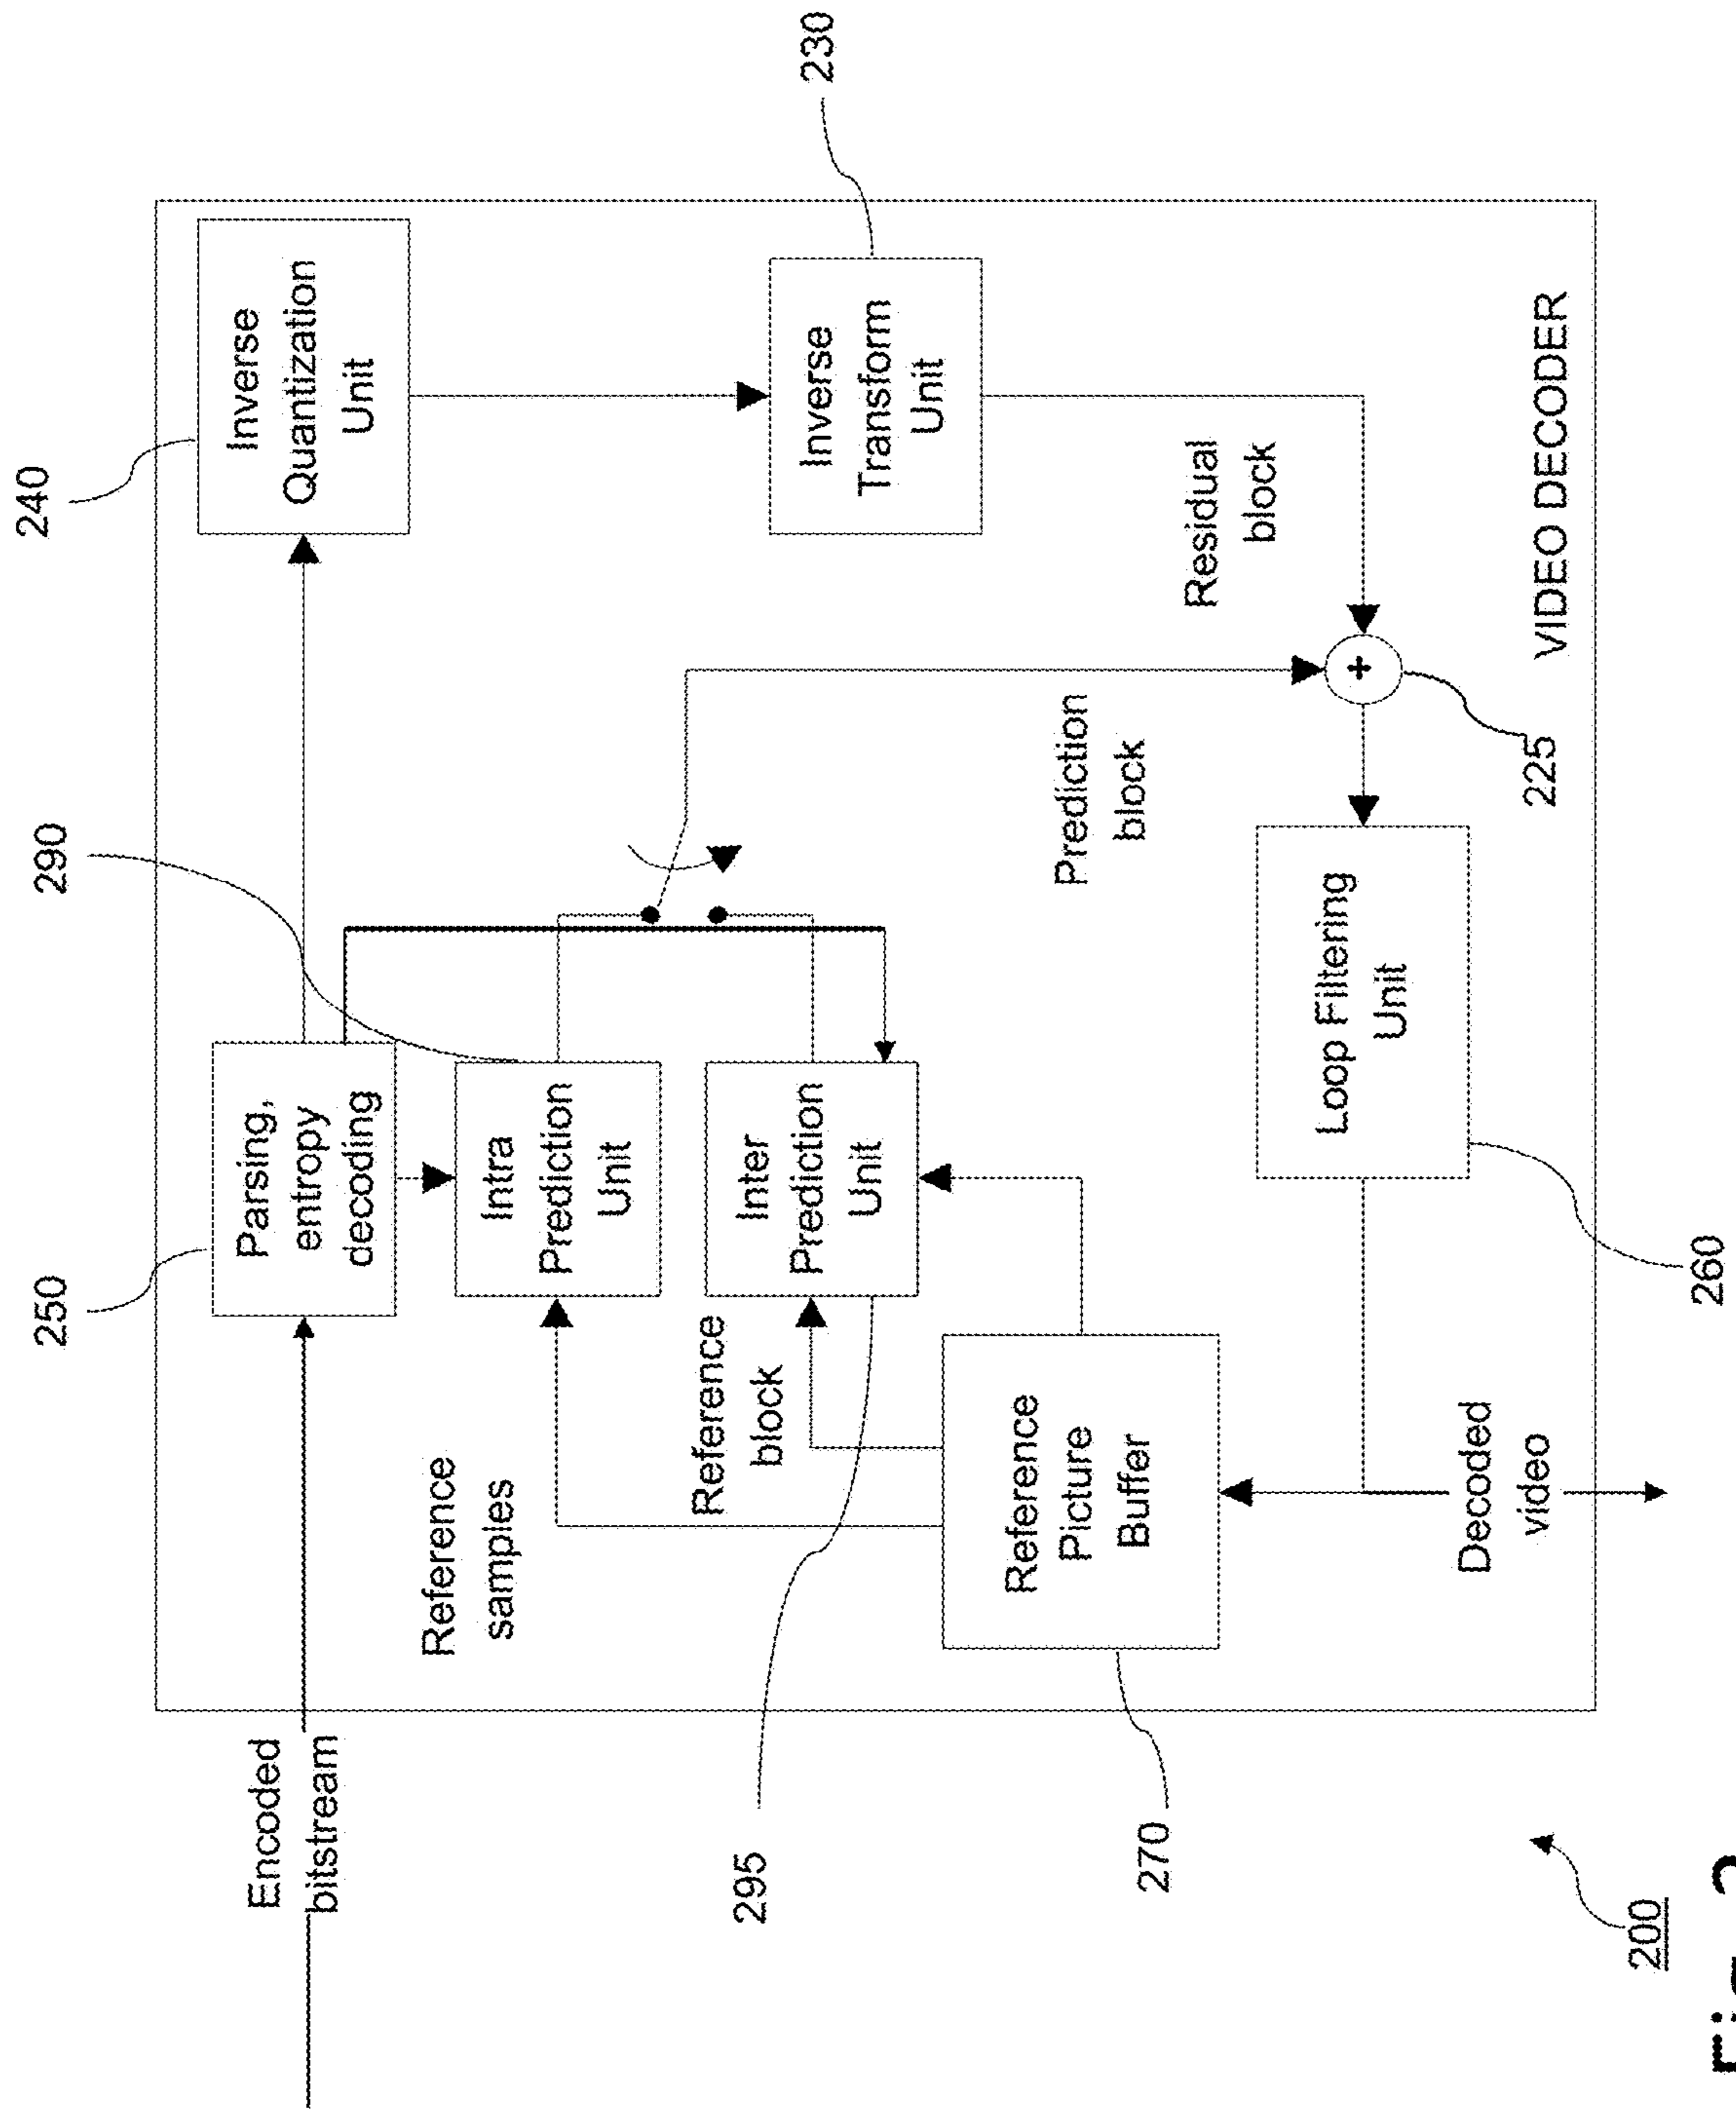 Encoded
bitstream
250
Parsing,
entropy
decoding
290
240
Inverse
Quantization
Unit
Reference
samples
Intra
Prediction
Unit
Reference
block
Inter
Prediction
Unit
Inverse
Transform
Unit
230
295
Reference
Picture
Buffer
270
Prediction
block
Residual
block
+
225
Loop Filtering
Unit
260
Decoded
video
VIDEO DECODER
200